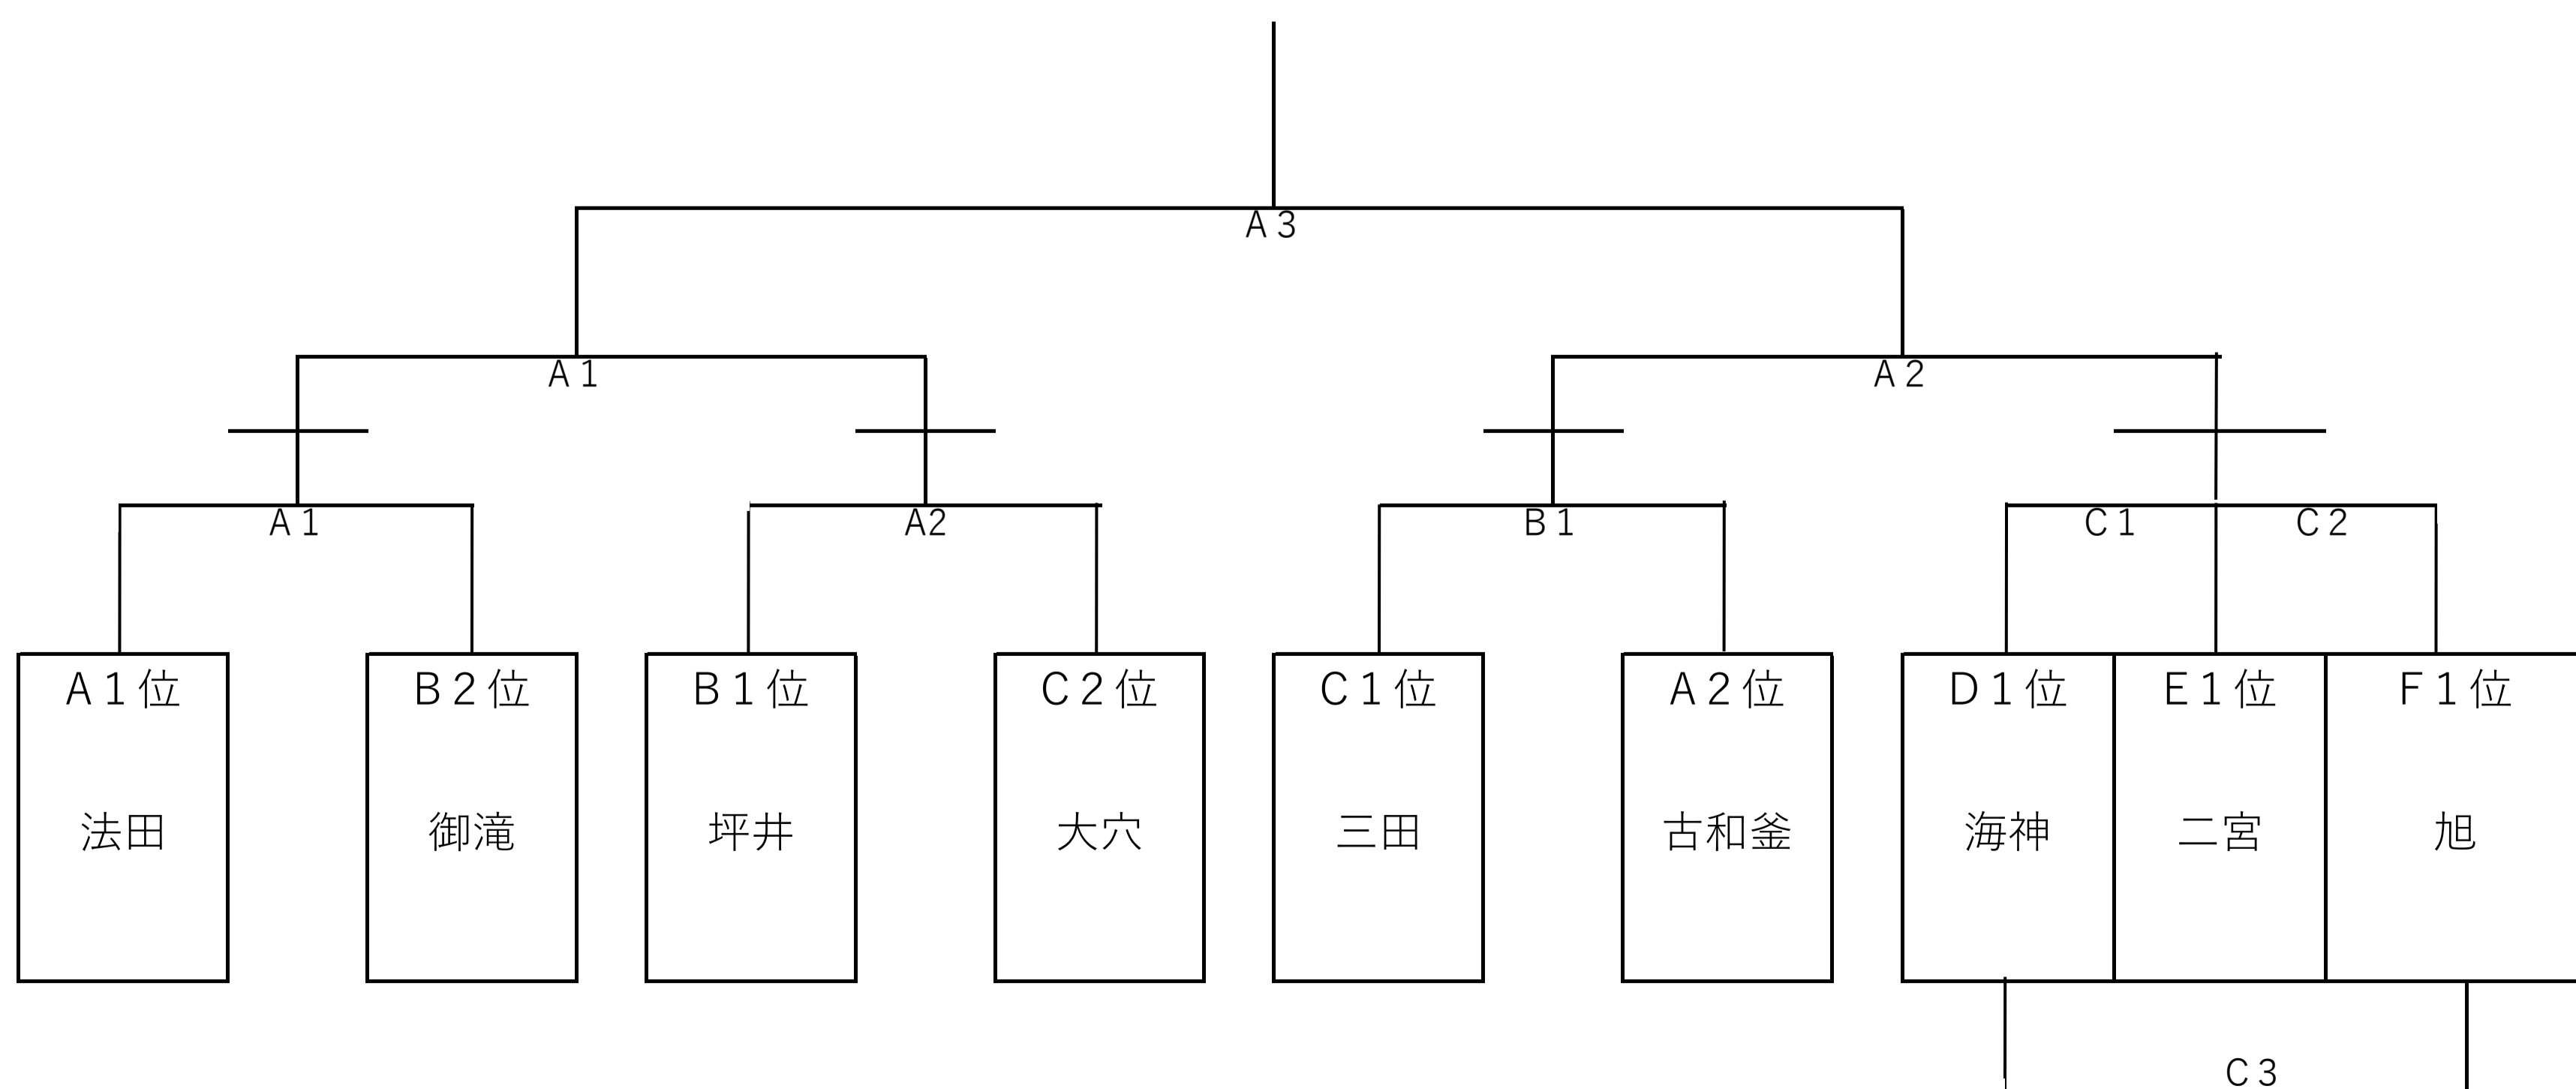 A３
A１
A２
A１
A2
B１
C１
C２
A１位
B２位
B１位
C２位
C１位
A２位
D１位
E１位
F１位
法田
御滝
坪井
大穴
三田
古和釜
海神
二宮
旭
C３